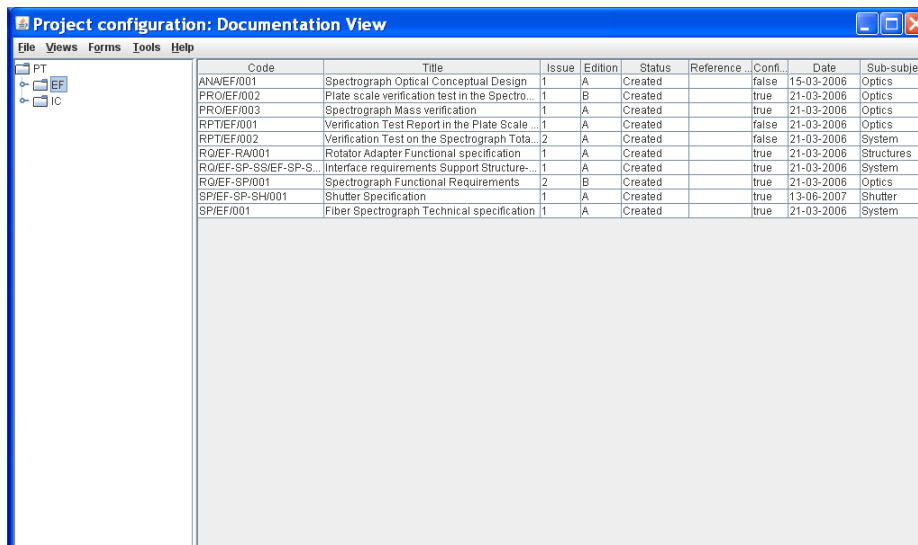 Project configuration: Documentation View
File Views Forms Tools Help
PT
EF
IC
Code Title Issue Edition Status Reference ... Confi... Date Sub-subje
ANA/EF/001 Spectrograph Optical Conceptual Design 1 A Created false 15-03-2006 Optics
PRO/EF/002 Plate scale verification test in the Spectro... 1 B Created true 21-03-2006 Optics
PRO/EF/003 Spectrograph Mass verification 1 A Created true 21-03-2006 Optics
RPT/EF/001 Verification Test Report in the Plate Scale ... 1 A Created false 21-03-2006 Optics
RPT/EF/002 Verification Test on the Spectrograph Tota... 2 A Created false 21-03-2006 System
RQ/EF-RA/001 Rotator Adapter Functional specification 1 A Created true 21-03-2006 Structures
RQ/EF-SP-SS/EF-SP-S... Interface requirements Support Structure-... 1 A Created true 21-03-2006 System
RQ/EF-SP/001 Spectrograph Functional Requirements 2 B Created true 21-03-2006 Optics
SP/EF-SP-SH/001 Shutter Specification 1 A Created true 13-06-2007 Shutter
SP/EF/001 Fiber Spectrograph Technical specification 1 A Created true 21-03-2006 System